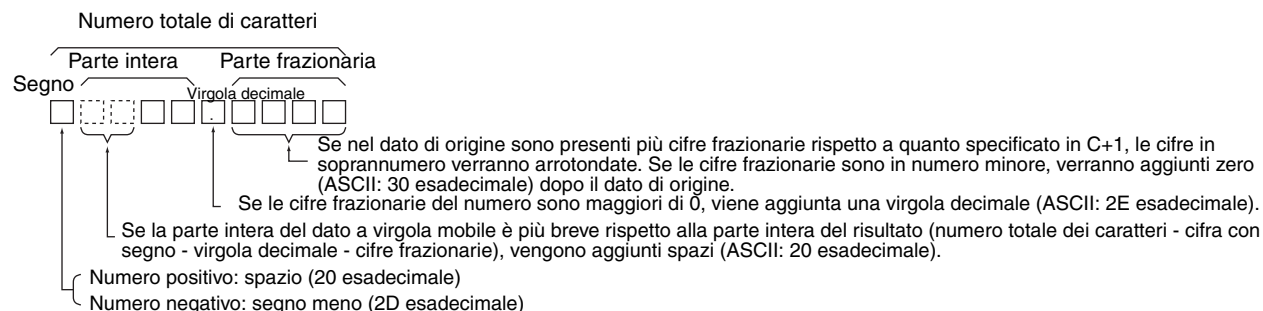 Numero totale di caratteri
Parte intera Parte frazionaria
Segno
Virgola decimale
.
Se nel dato di origine sono presenti più cifre frazionarie rispetto a quanto specificato in C+1, le cifre in
soprannumero verranno arrotondate. Se le cifre frazionarie sono in numero minore, verranno aggiunti zero
(ASCII: 30 esadecimale) dopo il dato di origine.
Se le cifre frazionarie del numero sono maggiori di 0, viene aggiunta una virgola decimale (ASCII: 2E esadecimale).
Se la parte intera del dato a virgola mobile è più breve rispetto alla parte intera del risultato (numero totale dei caratteri - cifra con
segno - virgola decimale - cifre frazionarie), vengono aggiunti spazi (ASCII: 20 esadecimale).
Numero positivo: spazio (20 esadecimale)
Numero negativo: segno meno (2D esadecimale)